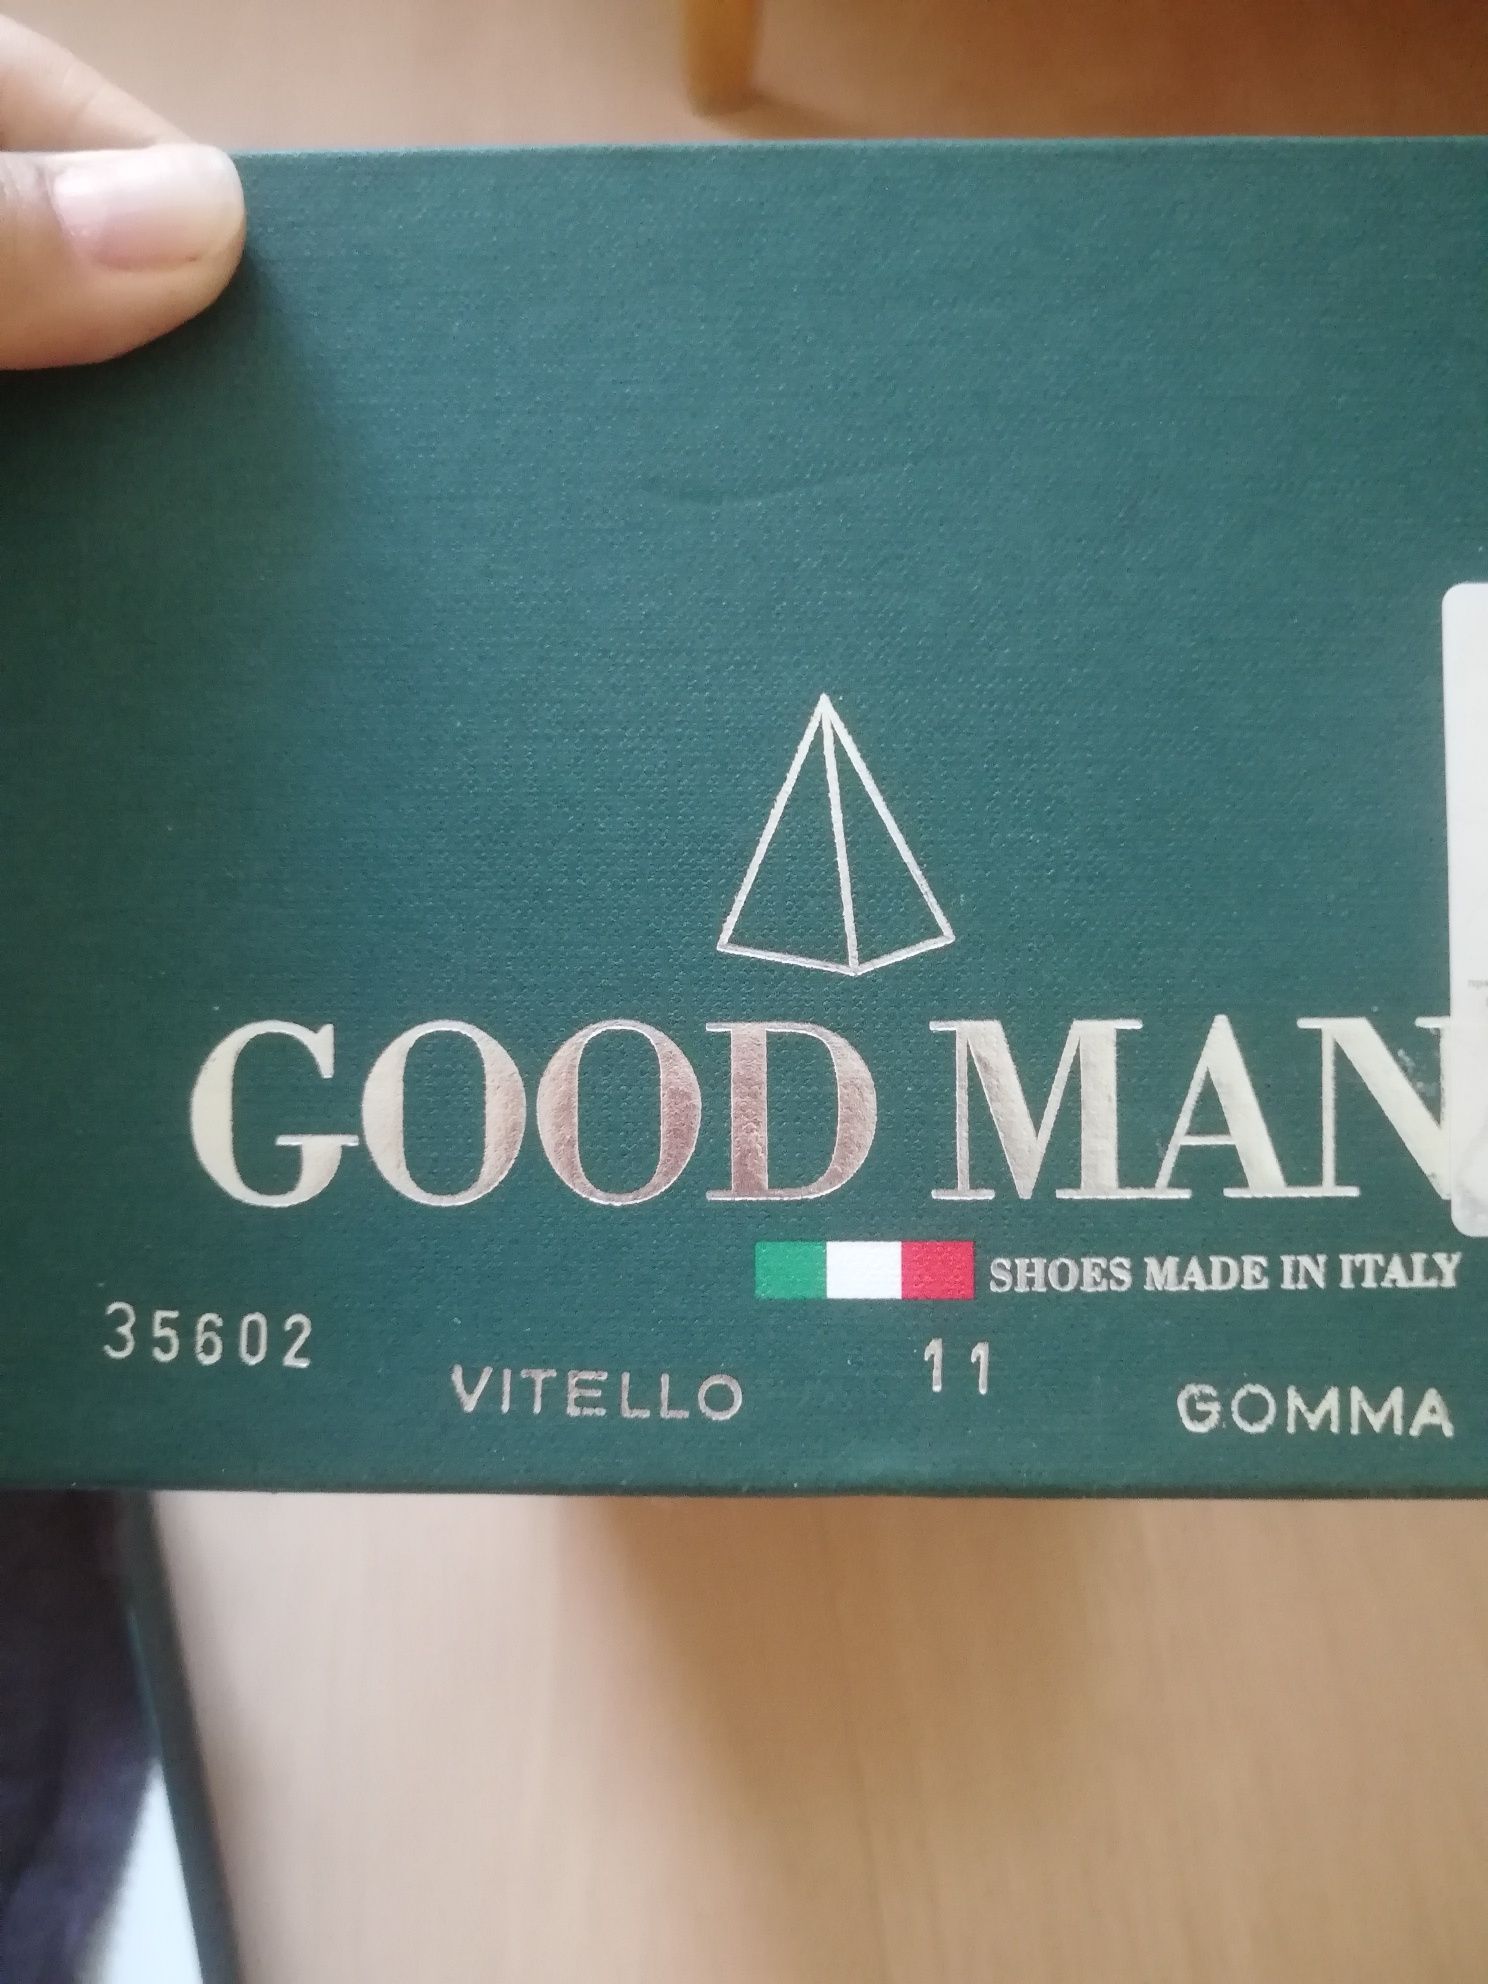 GOOD MAN
SHOES MADE IN ITALY
35602
VITELLO
11
GOMMA